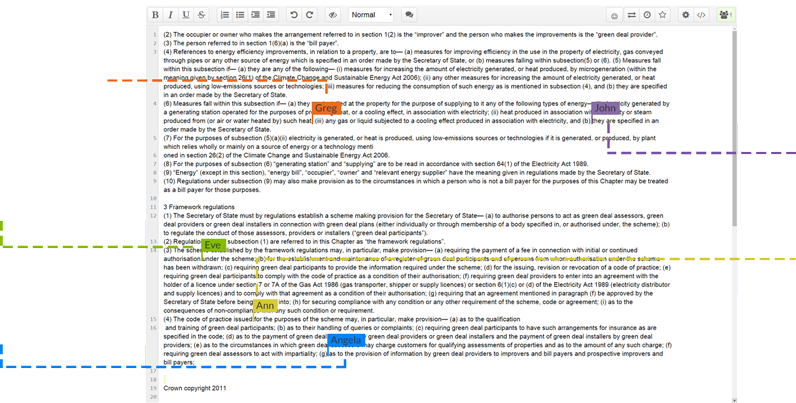 B I U S Normal 1
1 (2) The occupier or owner who makes the arrangement referred to in section 1(2) is the "improver" and the person who makes the improvements is the "green deal provider".
2 (3) The person referred to in section 1(6)(a) is the "bill payer".
3 (4) References to energy efficiency improvements, in relation to a property, are to— (a) measures for improving efficiency in the use in the property of electricity, gas conveyed
through pipes or any other source of energy which is specified in an order made by the Secretary of State, or (b) measures falling within subsection(5) or (6). (5) Measures fall
within this subsection if— (a) they are any of the following— (i) measures for increasing the amount of electricity generated, or heat produced, by microgeneration (within the
meaning given by section 26(1) of the Climate Change and Sustainable Energy Act 2006); (ii) any other measures for increasing the amount of electricity generated, or heat
produced, using low-emissions sources or technologies; (iii) measures for reducing the consumption of such energy as is mentioned in subsection 4, and (b) they are specified
in an order made by the Secretary of State.
4 (6) Measures fall within this subsection if— (a) they at the property for the purpose of supplying to it any of the following types of energy— generated by
Greg
John
a generating station operated for the purposes of heat, or a cooling effect, in association with electricity; (ii) heat produced in association or steam
produced from (or air or water heated by) such heat; (iii) any gas or liquid subjected to a cooling effect produced in association with electricity, and (b) they are specified in an
order made by the Secretary of State.
5 (7) For the purposes of subsection (5)(a)(ii) electricity is generated, or heat is produced, using low-emissions sources or technologies if it is generated, or produced, by plant
which relies wholly or mainly on a source of energy or a technology menti
6 oned in section 26(2) of the Climate Change and Sustainable Energy Act 2006.
7 (8) For the purposes of subsection (6) "generating station" and "supplying" are to be read in accordance with section 64(1) of the Electricity Act 1989.
8 (9) "Energy" (except in this section), "energy bill", "occupier", "owner" and "relevant energy supplier" have the meaning given in regulations made by the Secretary of State.
9 (10) Regulations under subsection (9) may also make provision as to the circumstances in which a person who is not a bill payer for the purposes of this Chapter may be treated
as a bill payer for those purposes.
10
11 3 Framework regulations
12 (1) The Secretary of State must by regulations establish a scheme making provision for the Secretary of State— (a) to authorise persons to act as green deal assessors, green
deal providers or green deal installers in connection with green deal plans (either individually or through membership of a body specified in, or authorised under, the scheme); (b)
to regulate the conduct of those assessors, providers or installers ("green deal participants").
13 (2) subsection (1) are referred to in this Chapter as "the framework regulations".
Eve
14 (3) The scheme established by the framework regulations may, in particular, make provision— (a) requiring the payment of a fee in connection with initial or continued
authorisation under the scheme; (b) for the establishment and maintenance of a register of green deal participants and of persons from whom authorisation under the scheme
has been withdrawn; (c) requiring green deal participants to provide the information required under the scheme; (d) for the issuing, revision or revocation of a code of practice; (e)
requiring green deal participants to comply with the code of practice as a condition of their authorisation; (f) requiring green deal providers to enter into an agreement with the
holder of a licence under section 7 or 7A of the Gas Act 1986 (gas transporter, shipper or supply licences) or section 6(1)(c) or (d) of the Electricity Act 1989 (electricity distributor
and supply licences) and to comply with that agreement as a condition of their authorisation; (g) requiring that an agreement mentioned in paragraph (f) be approved by the
Secretary of State before being into; (h) for securing compliance with any condition or any other requirement of the scheme, code or agreement; (i) as to the
Ann
consequences of any such condition or requirement.
15 (4) The code of practice issued for the purposes of the scheme may, in particular, make provision— (a) as to the qualification
16 and training of green deal participants; (b) as to their handling of queries or complaints; (c) requiring green deal participants to have such arrangements for insurance as are
specified in the code; (d) as to the payment of green deal green deal providers or green deal installers and the payment of green deal installers by green deal
Angela
providers; (e) as to the circumstances in which green deal may charge customers for qualifying assessments of properties and as to the amount of any such charge; (f)
requiring green deal assessors to act with impartiality; (g) as to the provision of information by green deal providers to improvers and bill payers and prospective improvers and
bill payers;
17
18
19 Crown copyright 2011
20